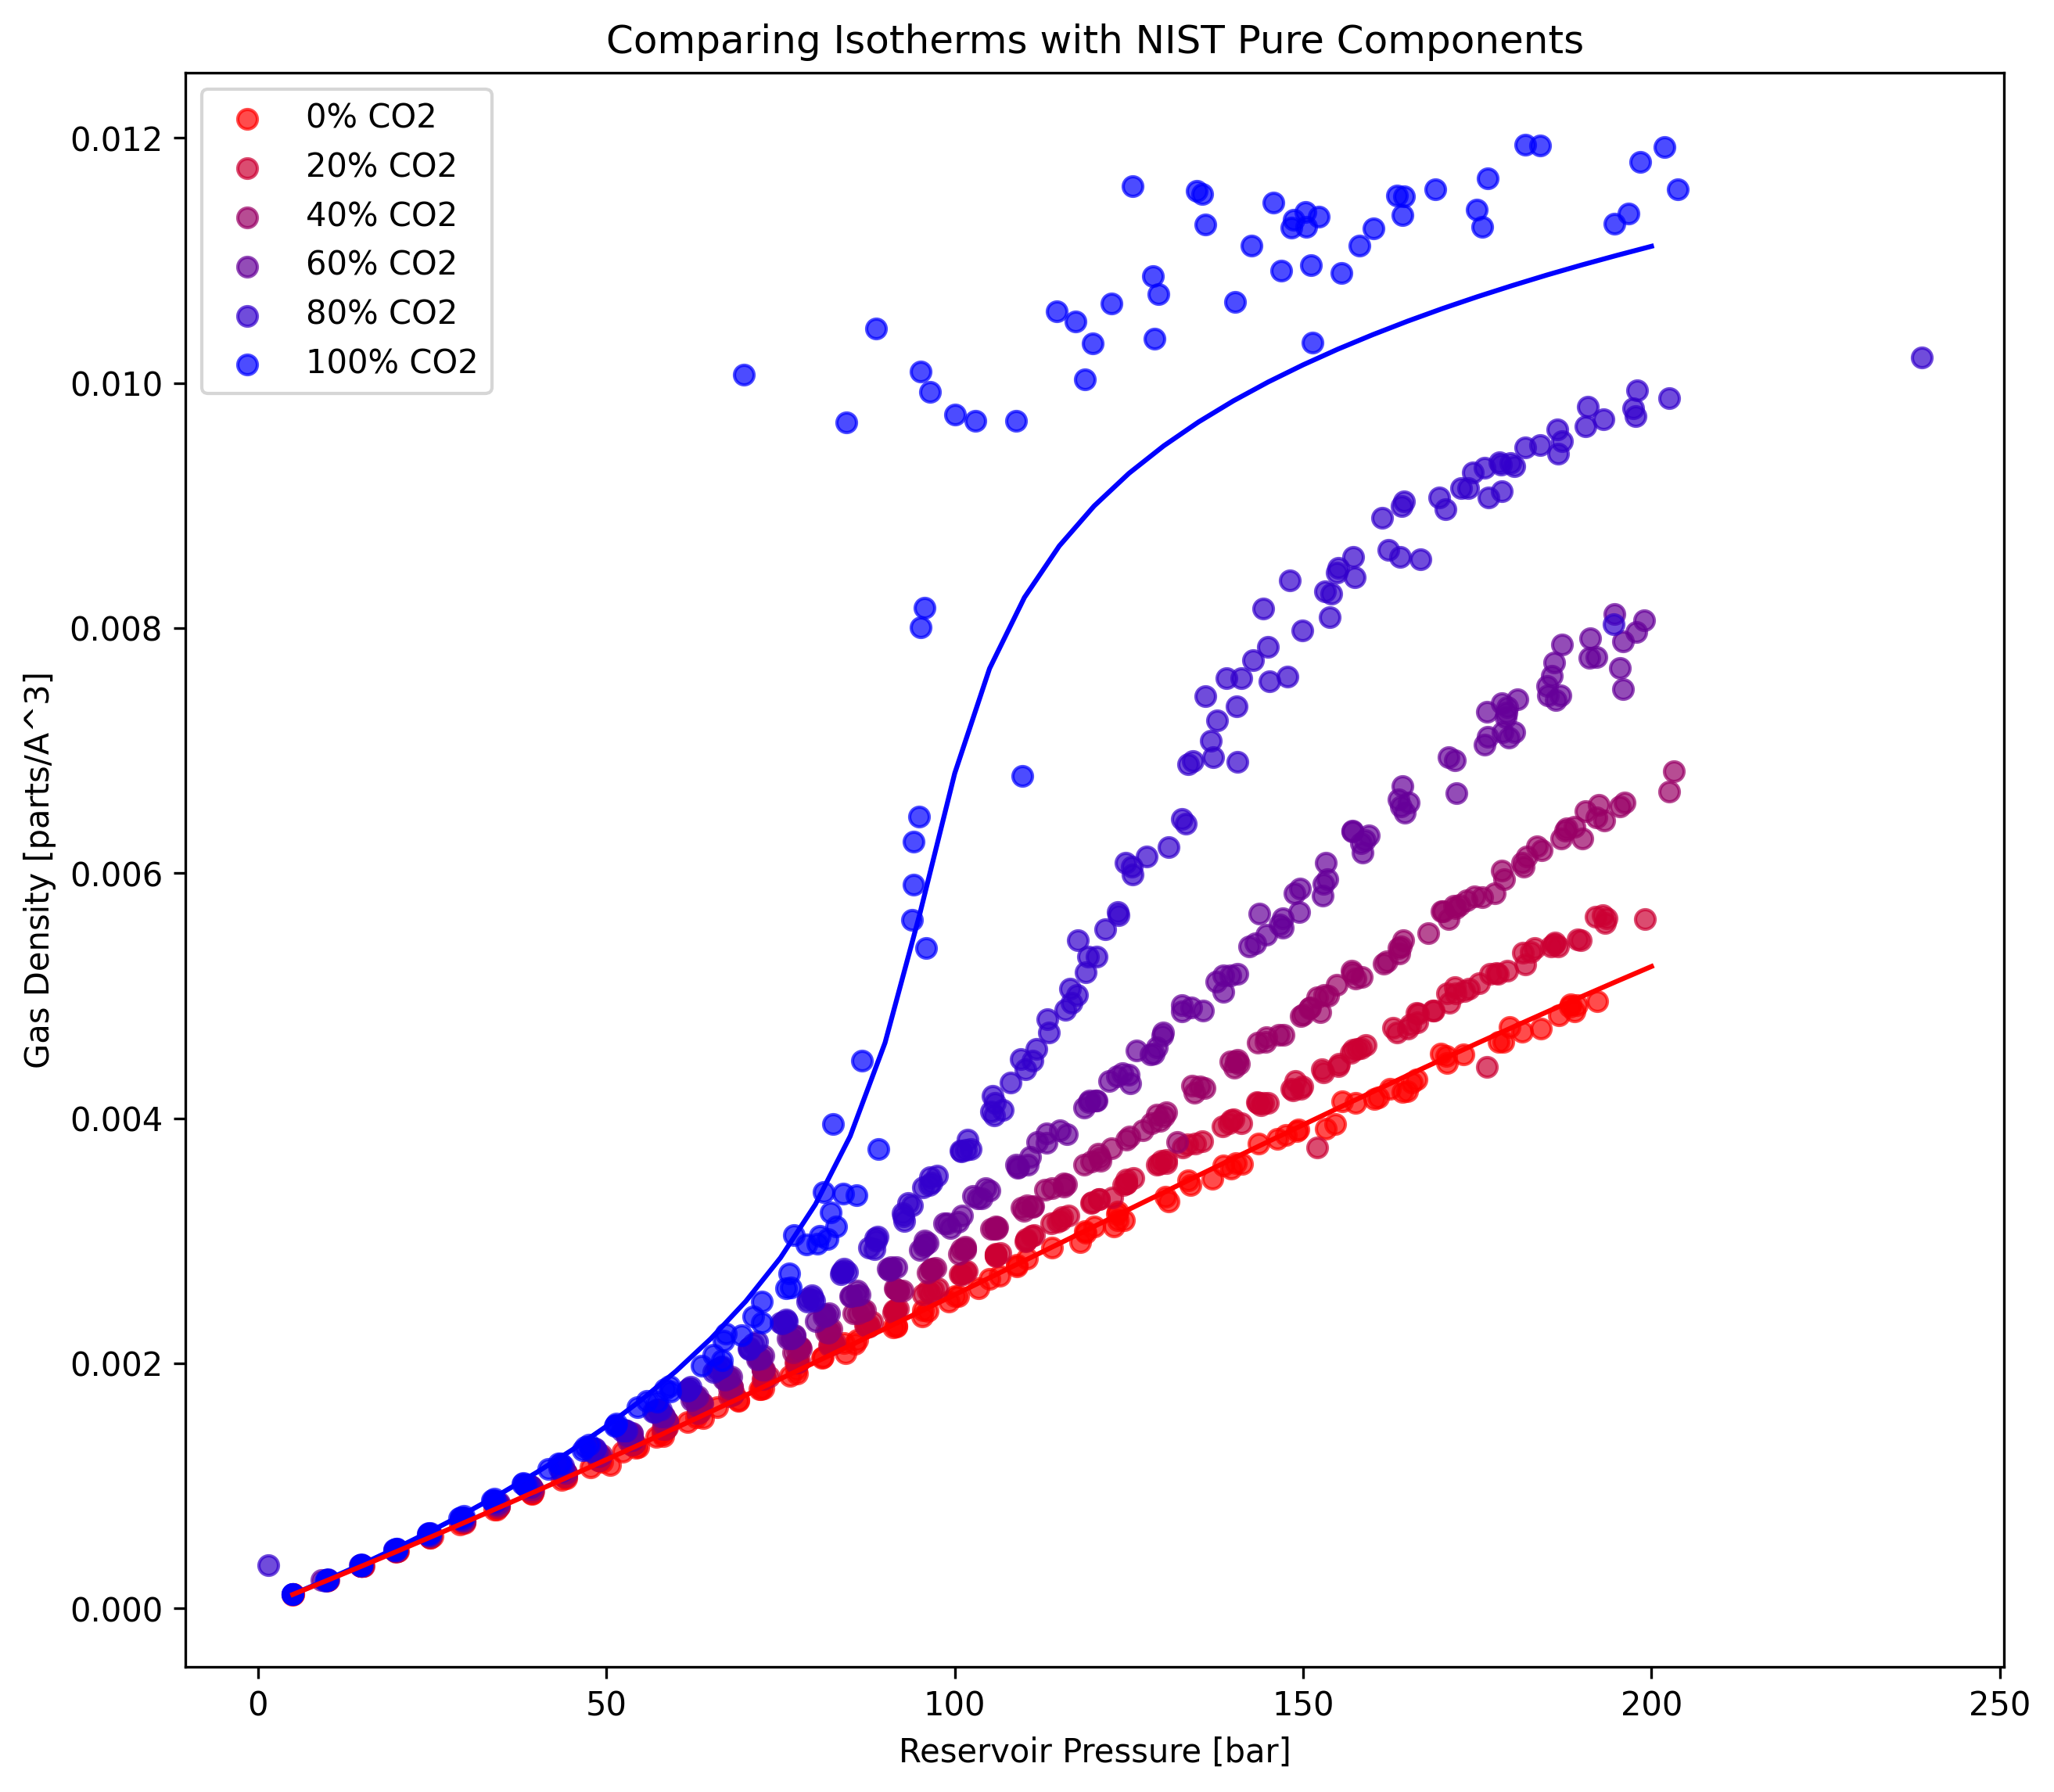 Comparing Isotherms with NIST Pure Components
0% CO2
20% CO2
40% CO2
60% CO2
80% CO2
100% CO2
0.012
0.010
0.008
0.006
0.004
0.002
0.000
Gas Density [parts/A^3]
0 50 100 150 200 250
Reservoir Pressure [bar]